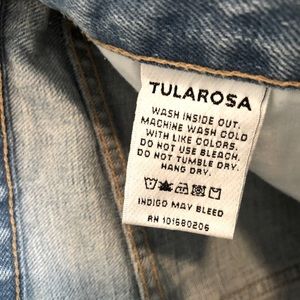 TULAROSA
WASH INSIDE OUT.
MACHINE WASH COLD
WITH LIKE COLORS.
DO NOT USE BLEACH.
DO NOT TUMBLE DRY.
HANG DRY.
INDIGO MAY BLEED
RN 101680206